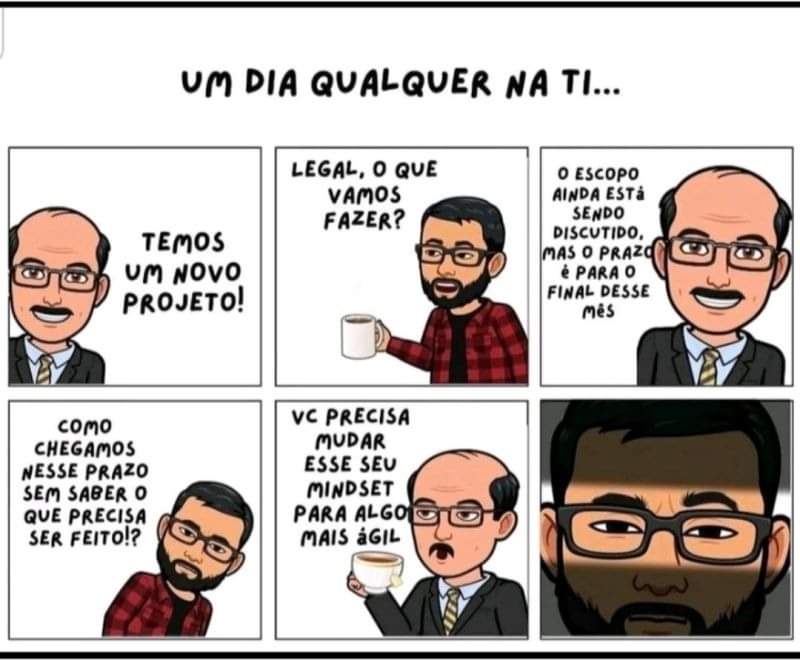 UM DIA QUALQUER NA TI...
TEMOS
UM NOVO
PROJETO!
LEGAL, O QUE
VAMOS
FAZER?
O ESCOPO
AINDA ESTá
SENDO
DISCUTIDO,
MAS O PRAZO
é PARA O
FINAL DESSE
MêS
COMO
CHEGAMOS
NESSE PRAZO
SEM SABER O
QUE PRECISA
SER FEITO!?
VC PRECISA
MUDAR
ESSE SEU
MINDSET
PARA ALGO
MAIS áGIL